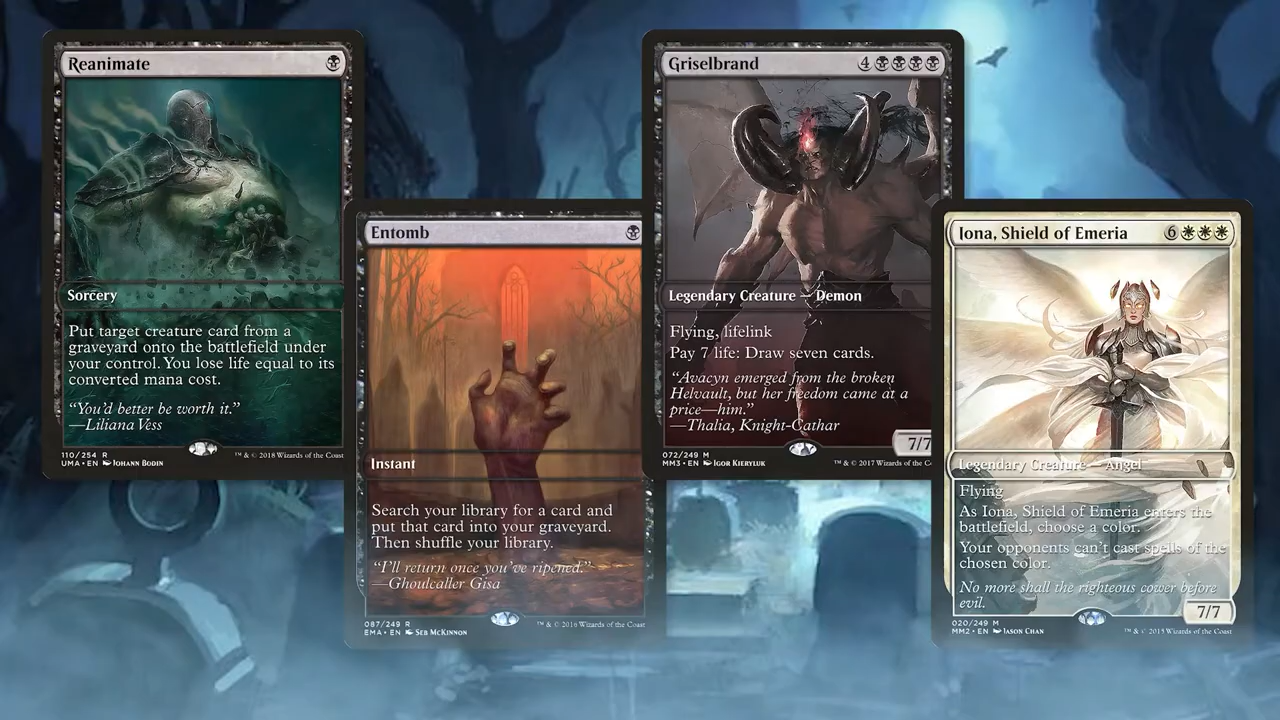 Reanimate
Sorcery
Put target creature card from a
graveyard onto the battlefield under
your control. You lose life equal to its
converted mana cost.
"You'd better be worth it."
—Liliana Vess
110/254 R
UMA • EN Johann Bodin
™ & © 2018 Wizards of the Coast
Entomb
Instant
Search your library for a card and
put that card into your graveyard.
Then shuffle your library.
"I'll return once you've ripened."
—Ghoulcaller Gisa
087/249 R
EMA • EN Seb McKinnon
™ & © 2016 Wizards of the Coast
Griselbrand 4
Legendary Creature — Demon
Flying, lifelink
Pay 7 life: Draw seven cards.
"Avacyn emerged from the broken
Helvault, but her freedom came at a
price—him."
—Thalia, Knight-Cathar
7/7
072/249 M
MM3 • EN Igor Kieryluk
™ & © 2017 Wizards of the C
Iona, Shield of Emeria 6
Legendary Creature — Angel
Flying
As Iona, Shield of Emeria enters the
battlefield, choose a color.
Your opponents can't cast spells of the
chosen color.
No more shall the righteous cower before
evil.
7/7
020/249 M
MM2 • EN Jason Chan
™ & © 2015 Wizards of the Coast